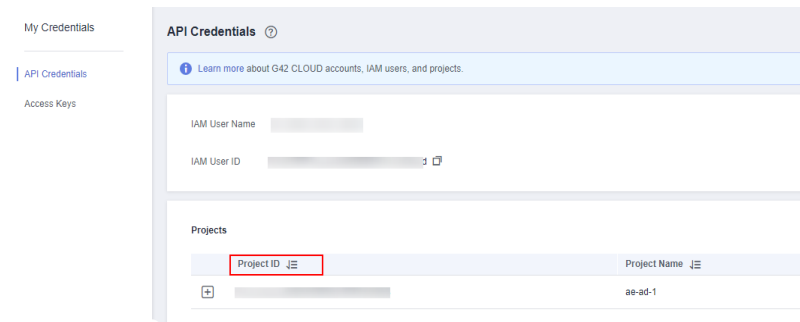 My Credentials
API Credentials
Access Keys
API Credentials ?
Learn more about G42 CLOUD accounts, IAM users, and projects.
IAM User Name
IAM User ID d
Projects
Project ID Project Name
ae-ad-1